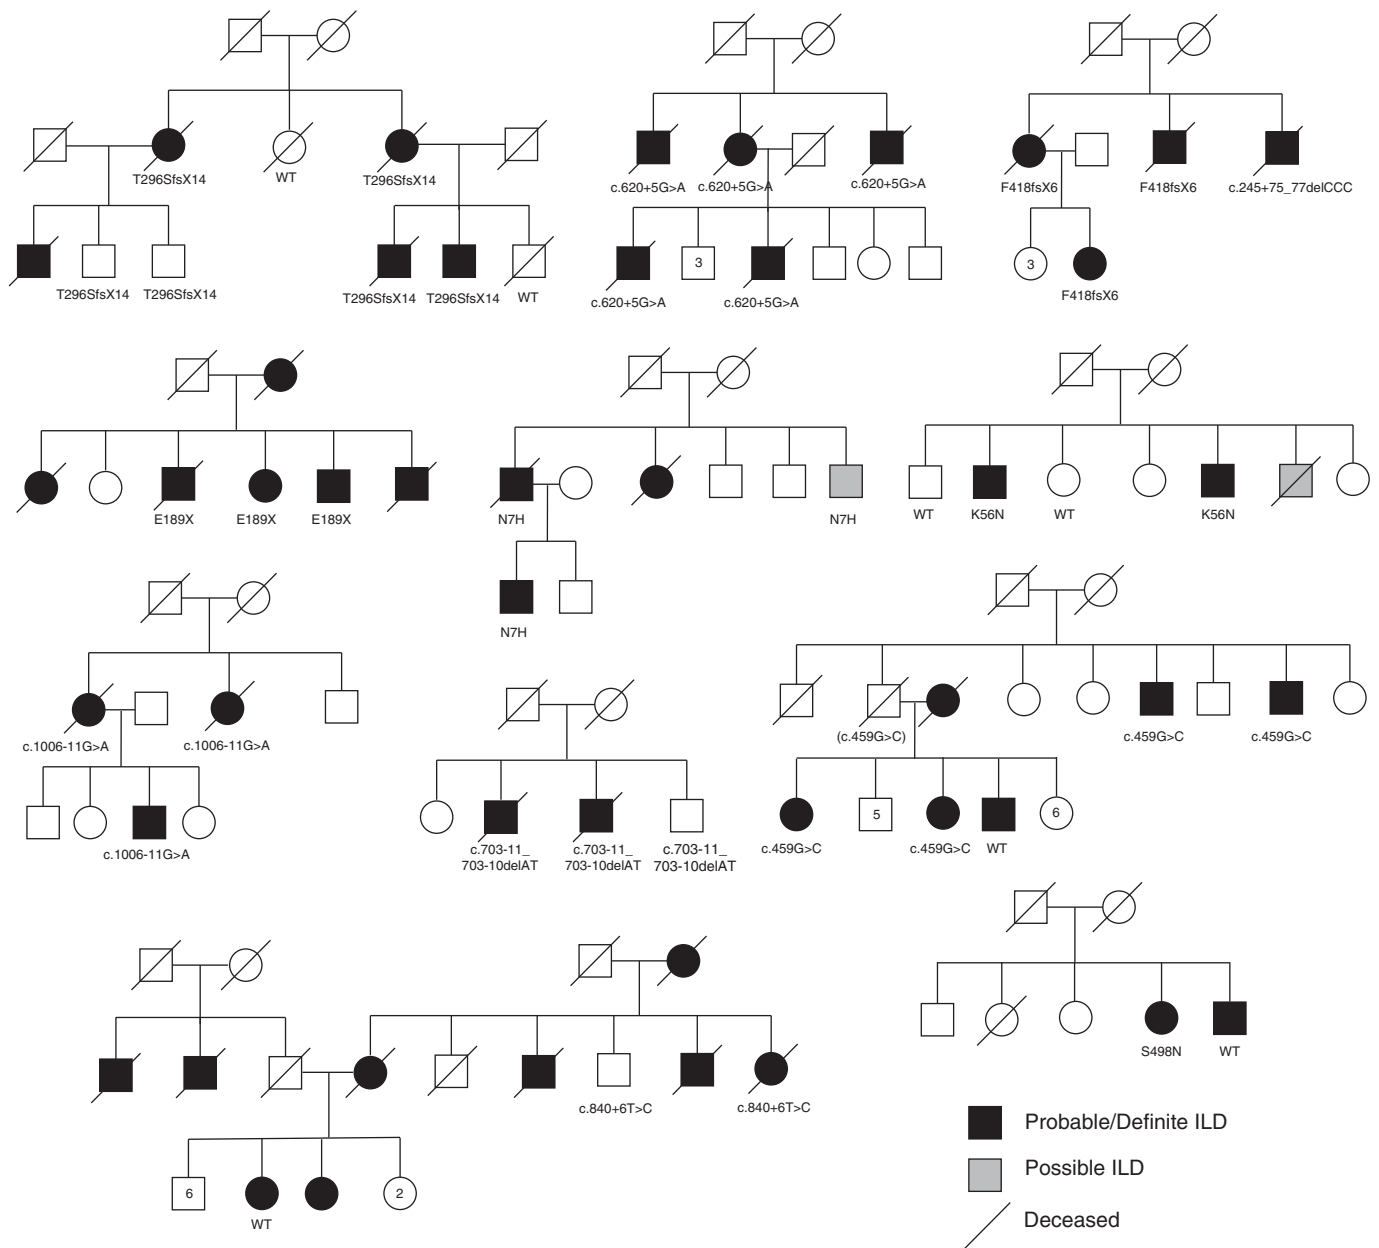 T296SfsX14
WT
T296SfsX14
T296SfsX14
T296SfsX14
T296SfsX14
T296SfsX14
WT
c.620+5G>A
c.620+5G>A
c.620+5G>A
3
c.620+5G>A
c.620+5G>A
F418fsX6
F418fsX6
c.245+75_77delCCC
3
F418fsX6
E189X
E189X
E189X
N7H
N7H
N7H
WT
K56N
WT
K56N
c.1006-11G>A
c.1006-11G>A
c.1006-11G>A
c.703-11_
703-10delAT
c.703-11_
703-10delAT
c.703-11_
703-10delAT
(c.459G>C)
c.459G>C
c.459G>C
5
6
c.459G>C
c.459G>C
WT
c.840+6T>C
c.840+6T>C
6
2
WT
S498N
WT
Probable/Definite ILD
Possible ILD
Deceased